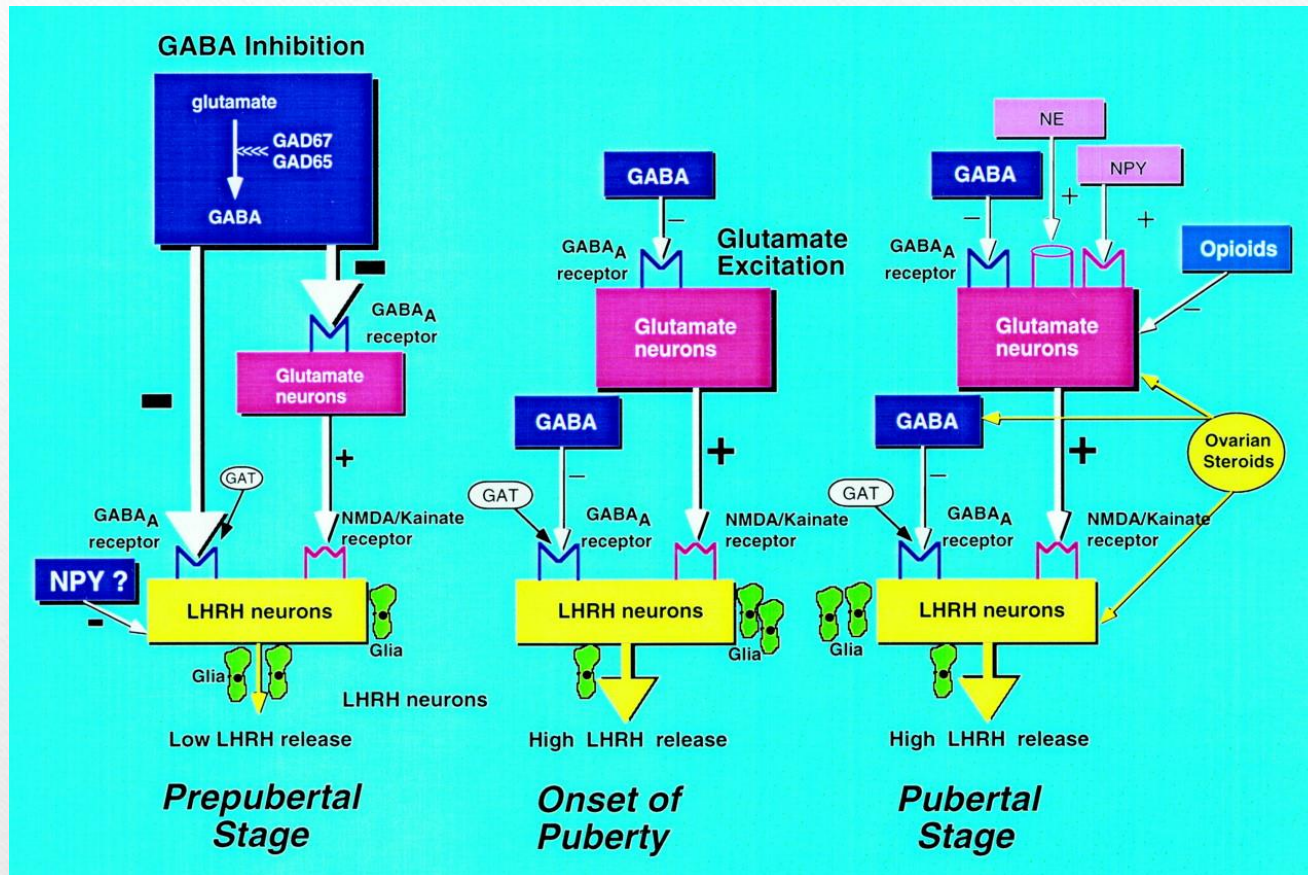 GABA Inhibition
glutamate
GAD67
GAD65
GABA
GABAA
receptor
Glutamate
neurons
+
GAT
GABAA
receptor
NMDA/Kainate
receptor
NPY ?
-
LHRH neurons
Glia
Glia
LHRH neurons
Low LHRH release
Prepubertal
Stage
GABA
−
GABAA
receptor
Glutamate
Excitation
Glutamate
neurons
GABA
−
+
GAT
GABAA
receptor
NMDA/Kainate
receptor
LHRH neurons
Glia
High LHRH release
Onset of
Puberty
NE
GABA
NPY
−
+
+
GABAA
receptor
Opioids
−
Glutamate
neurons
GABA
Ovarian
Steroids
−
+
GAT
GABAA
receptor
NMDA/Kainate
receptor
LHRH neurons
Glia
High LHRH release
Pubertal
Stage